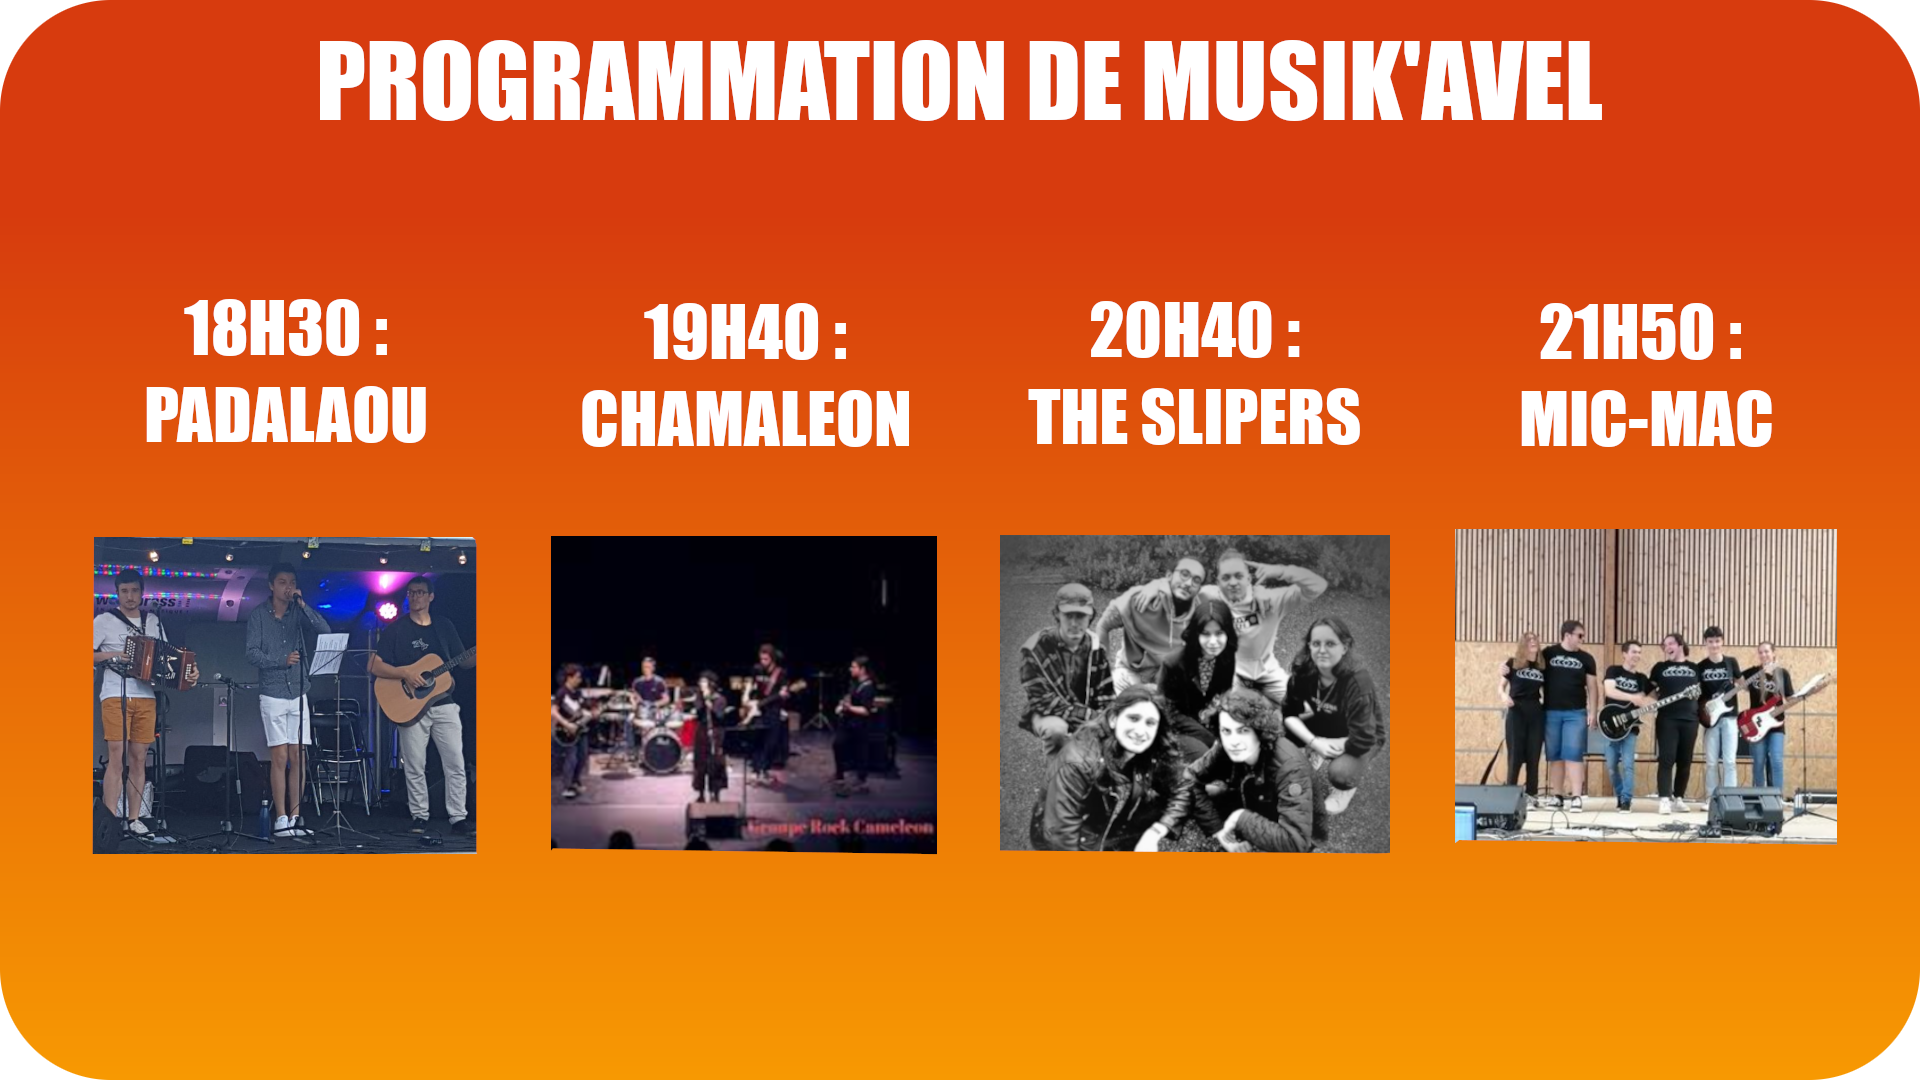 PROGRAMMATION DE MUSIK'AVEL
18H30 :
PADALAOU
19H40 :
CHAMALEON
20H40 :
THE SLIPERS
21H50 :
MIC-MAC
Groupe Rock Cameleon